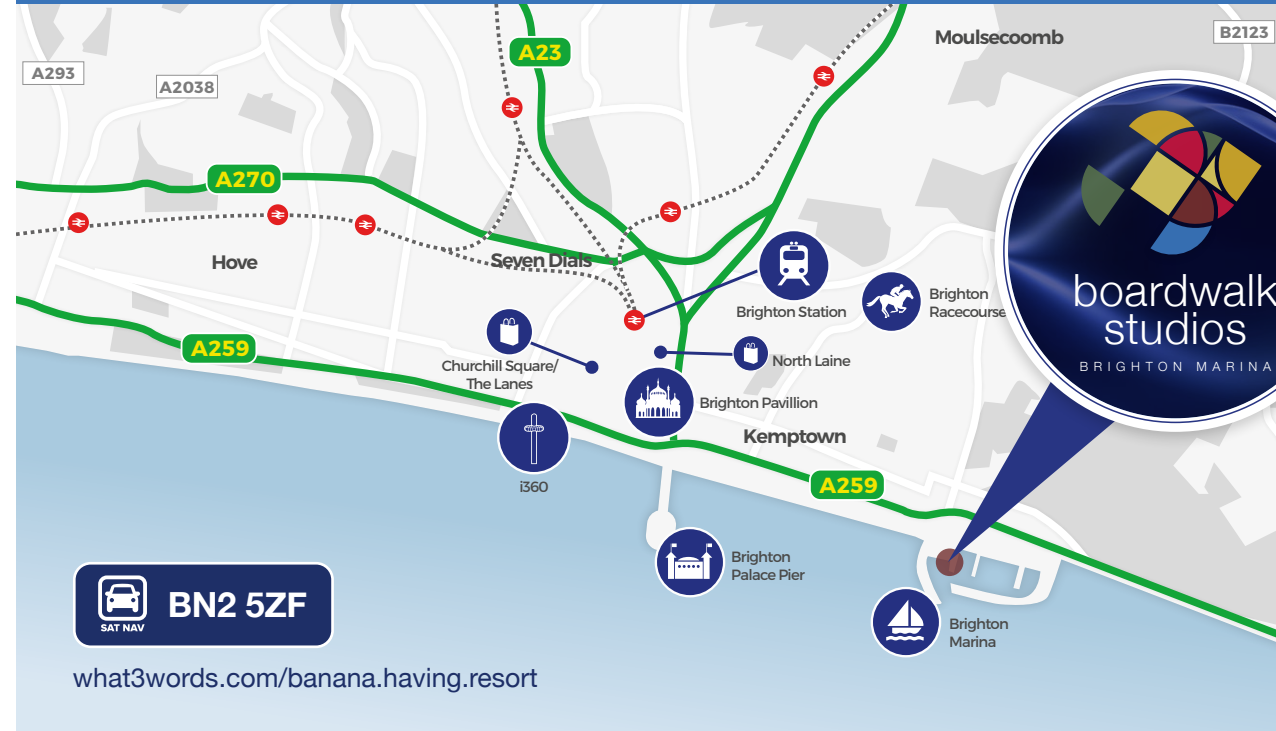 Moulsecoomb
B2123
A23
A293
A2038
A270
Hove
Seven Dials
Brighton Station
Brighton
Racecourse
boardwalk
studios
BRIGHTON MARINA
A259
Churchill Square/
The Lanes
North Laine
Brighton Pavillion
Kemptown
i360
A259
Brighton
Palace Pier
Brighton
Marina
SAT NAV
BN2 5ZF
what3words.com/banana.having.resort